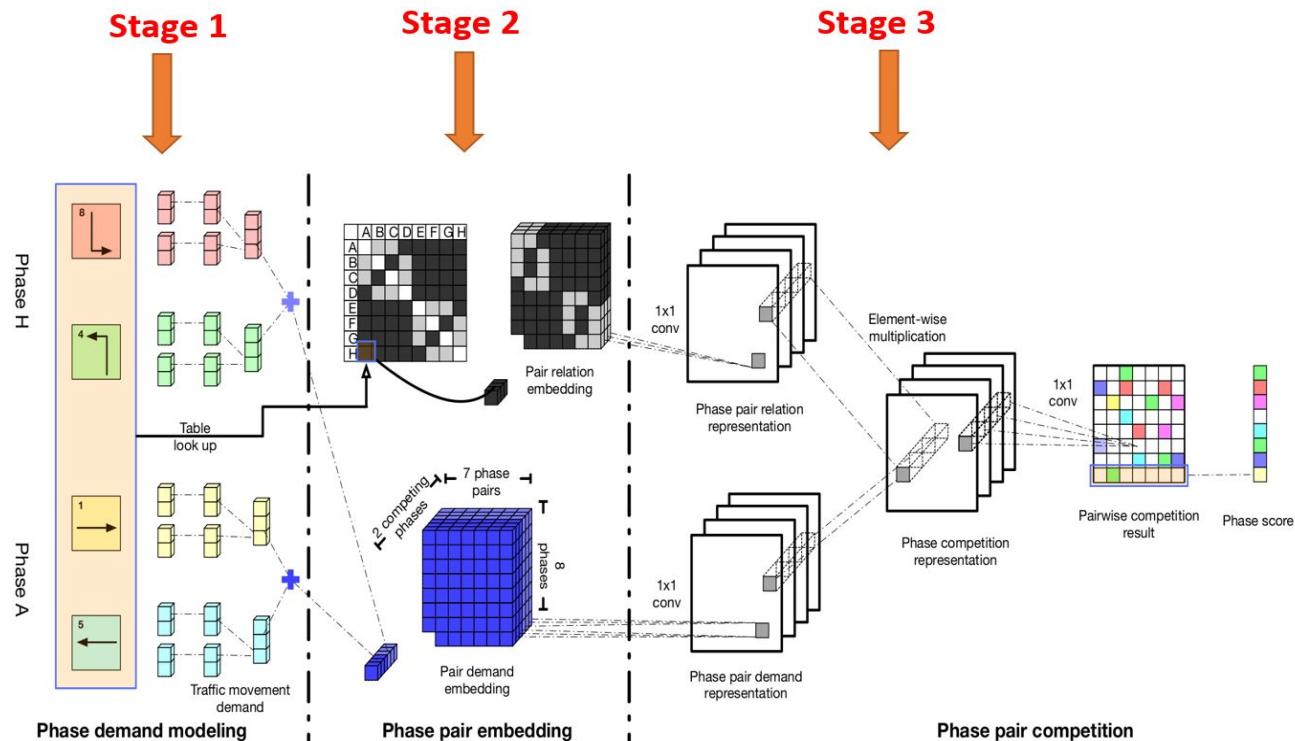 Stage 1
Stage 2
Stage 3
Phase H
8
4
Table
look up
Phase A
1
5
Traffic movement
demand
Phase demand modeling
A B C D E F G H
A
B
C
D
E
F
G
H
Pair relation
embedding
2 competing
phases
7 phase
pairs
8
phases
Pair demand
embedding
Phase pair embedding
1x1
conv
Phase pair relation
representation
Element-wise
multiplication
1x1
conv
Phase pair demand
representation
Phase competition
representation
1x1
conv
Pairwise competition
result
Phase score
Phase pair competition